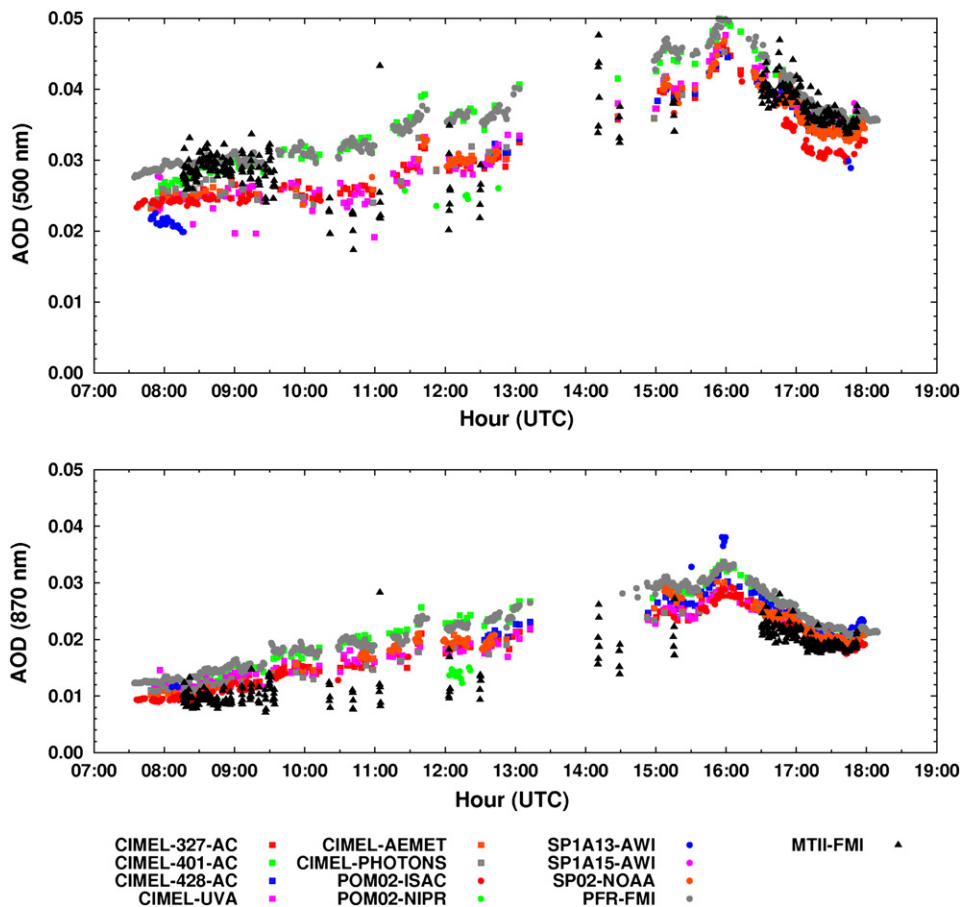 AOD (500 nm)
0.05
0.04
0.03
0.02
0.01
0.00
07:00 08:00 09:00 10:00 11:00 12:00 13:00 14:00 15:00 16:00 17:00 18:00 19:00
Hour (UTC)
AOD (870 nm)
0.05
0.04
0.03
0.02
0.01
0.00
07:00 08:00 09:00 10:00 11:00 12:00 13:00 14:00 15:00 16:00 17:00 18:00 19:00
Hour (UTC)
CIMEL-327-AC CIMEL-AEMET SP1A13-AWI MTII-FMI
CIMEL-401-AC CIMEL-PHOTONS SP1A15-AWI
CIMEL-428-AC POM02-ISAC SP02-NOAA
CIMEL-UVA POM02-NIPR PFR-FMI